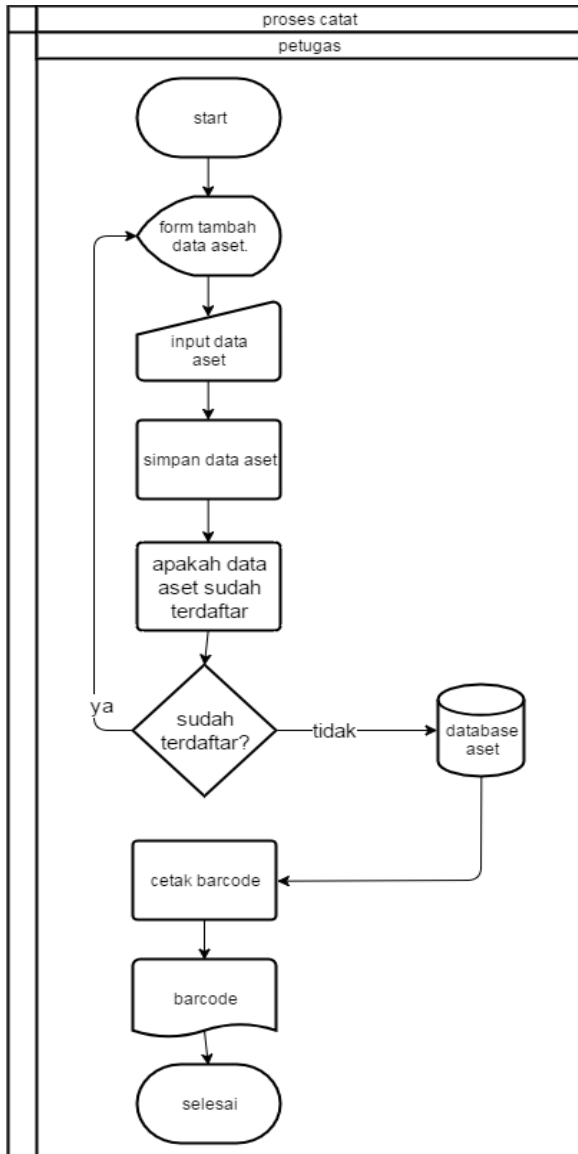 proses catat
petugas
start
form tambah
data aset.
input data
aset
simpan data aset
apakah data
aset sudah
terdaftar
ya
sudah
terdaftar?
tidak
database
aset
cetak barcode
barcode
selesai